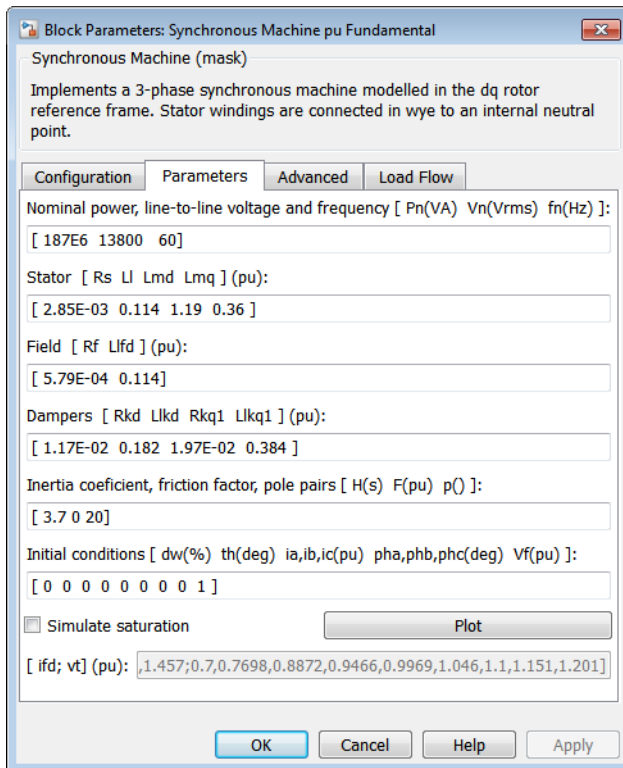 Block Parameters: Synchronous Machine pu Fundamental
Synchronous Machine (mask)
Implements a 3-phase synchronous machine modelled in the dq rotor
reference frame. Stator windings are connected in wye to an internal neutral
point.
Configuration Parameters Advanced Load Flow
Nominal power, line-to-line voltage and frequency [ Pn(VA) Vn(Vrms) fn(Hz) ]:
[ 187E6 13800 60]
Stator [ Rs Ll Lmd Lmq ] (pu):
[ 2.85E-03 0.114 1.19 0.36 ]
Field [ Rf Llfd ] (pu):
[ 5.79E-04 0.114]
Dampers [ Rkd Llkd Rkq1 Llkq1 ] (pu):
[ 1.17E-02 0.182 1.97E-02 0.384 ]
Inertia coeficient, friction factor, pole pairs [ H(s) F(pu) p() ]:
[ 3.7 0 20]
Initial conditions [ dw(%) th(deg) ia,ib,ic(pu) pha,phb,phc(deg) Vf(pu) ]:
[ 0 0 0 0 0 0 0 0 1 ]
Simulate saturation Plot
[ ifd; vt] (pu): ,1.457;0.7,0.7698,0.8872,0.9466,0.9969,1.046,1.1,1.151,1.201]
OK Cancel Help Apply